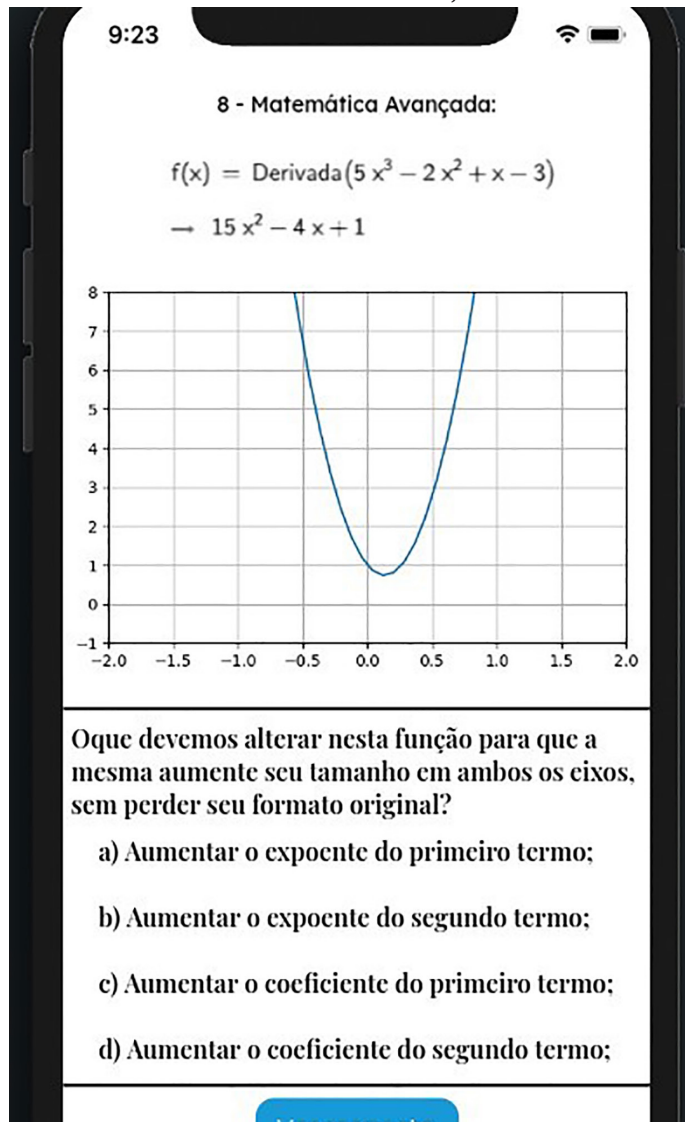 9:23
8 - Matemática Avançada:
f(x) = Derivada(5 x³ − 2 x² + x − 3)
→ 15 x² − 4 x + 1
8
7
6
5
4
3
2
1
0
−1
−2.0 −1.5 −1.0 −0.5 0.0 0.5 1.0 1.5 2.0
Oque devemos alterar nesta função para que a
mesma aumente seu tamanho em ambos os eixos,
sem perder seu formato original?
a) Aumentar o expoente do primeiro termo;
b) Aumentar o expoente do segundo termo;
c) Aumentar o coeficiente do primeiro termo;
d) Aumentar o coeficiente do segundo termo;